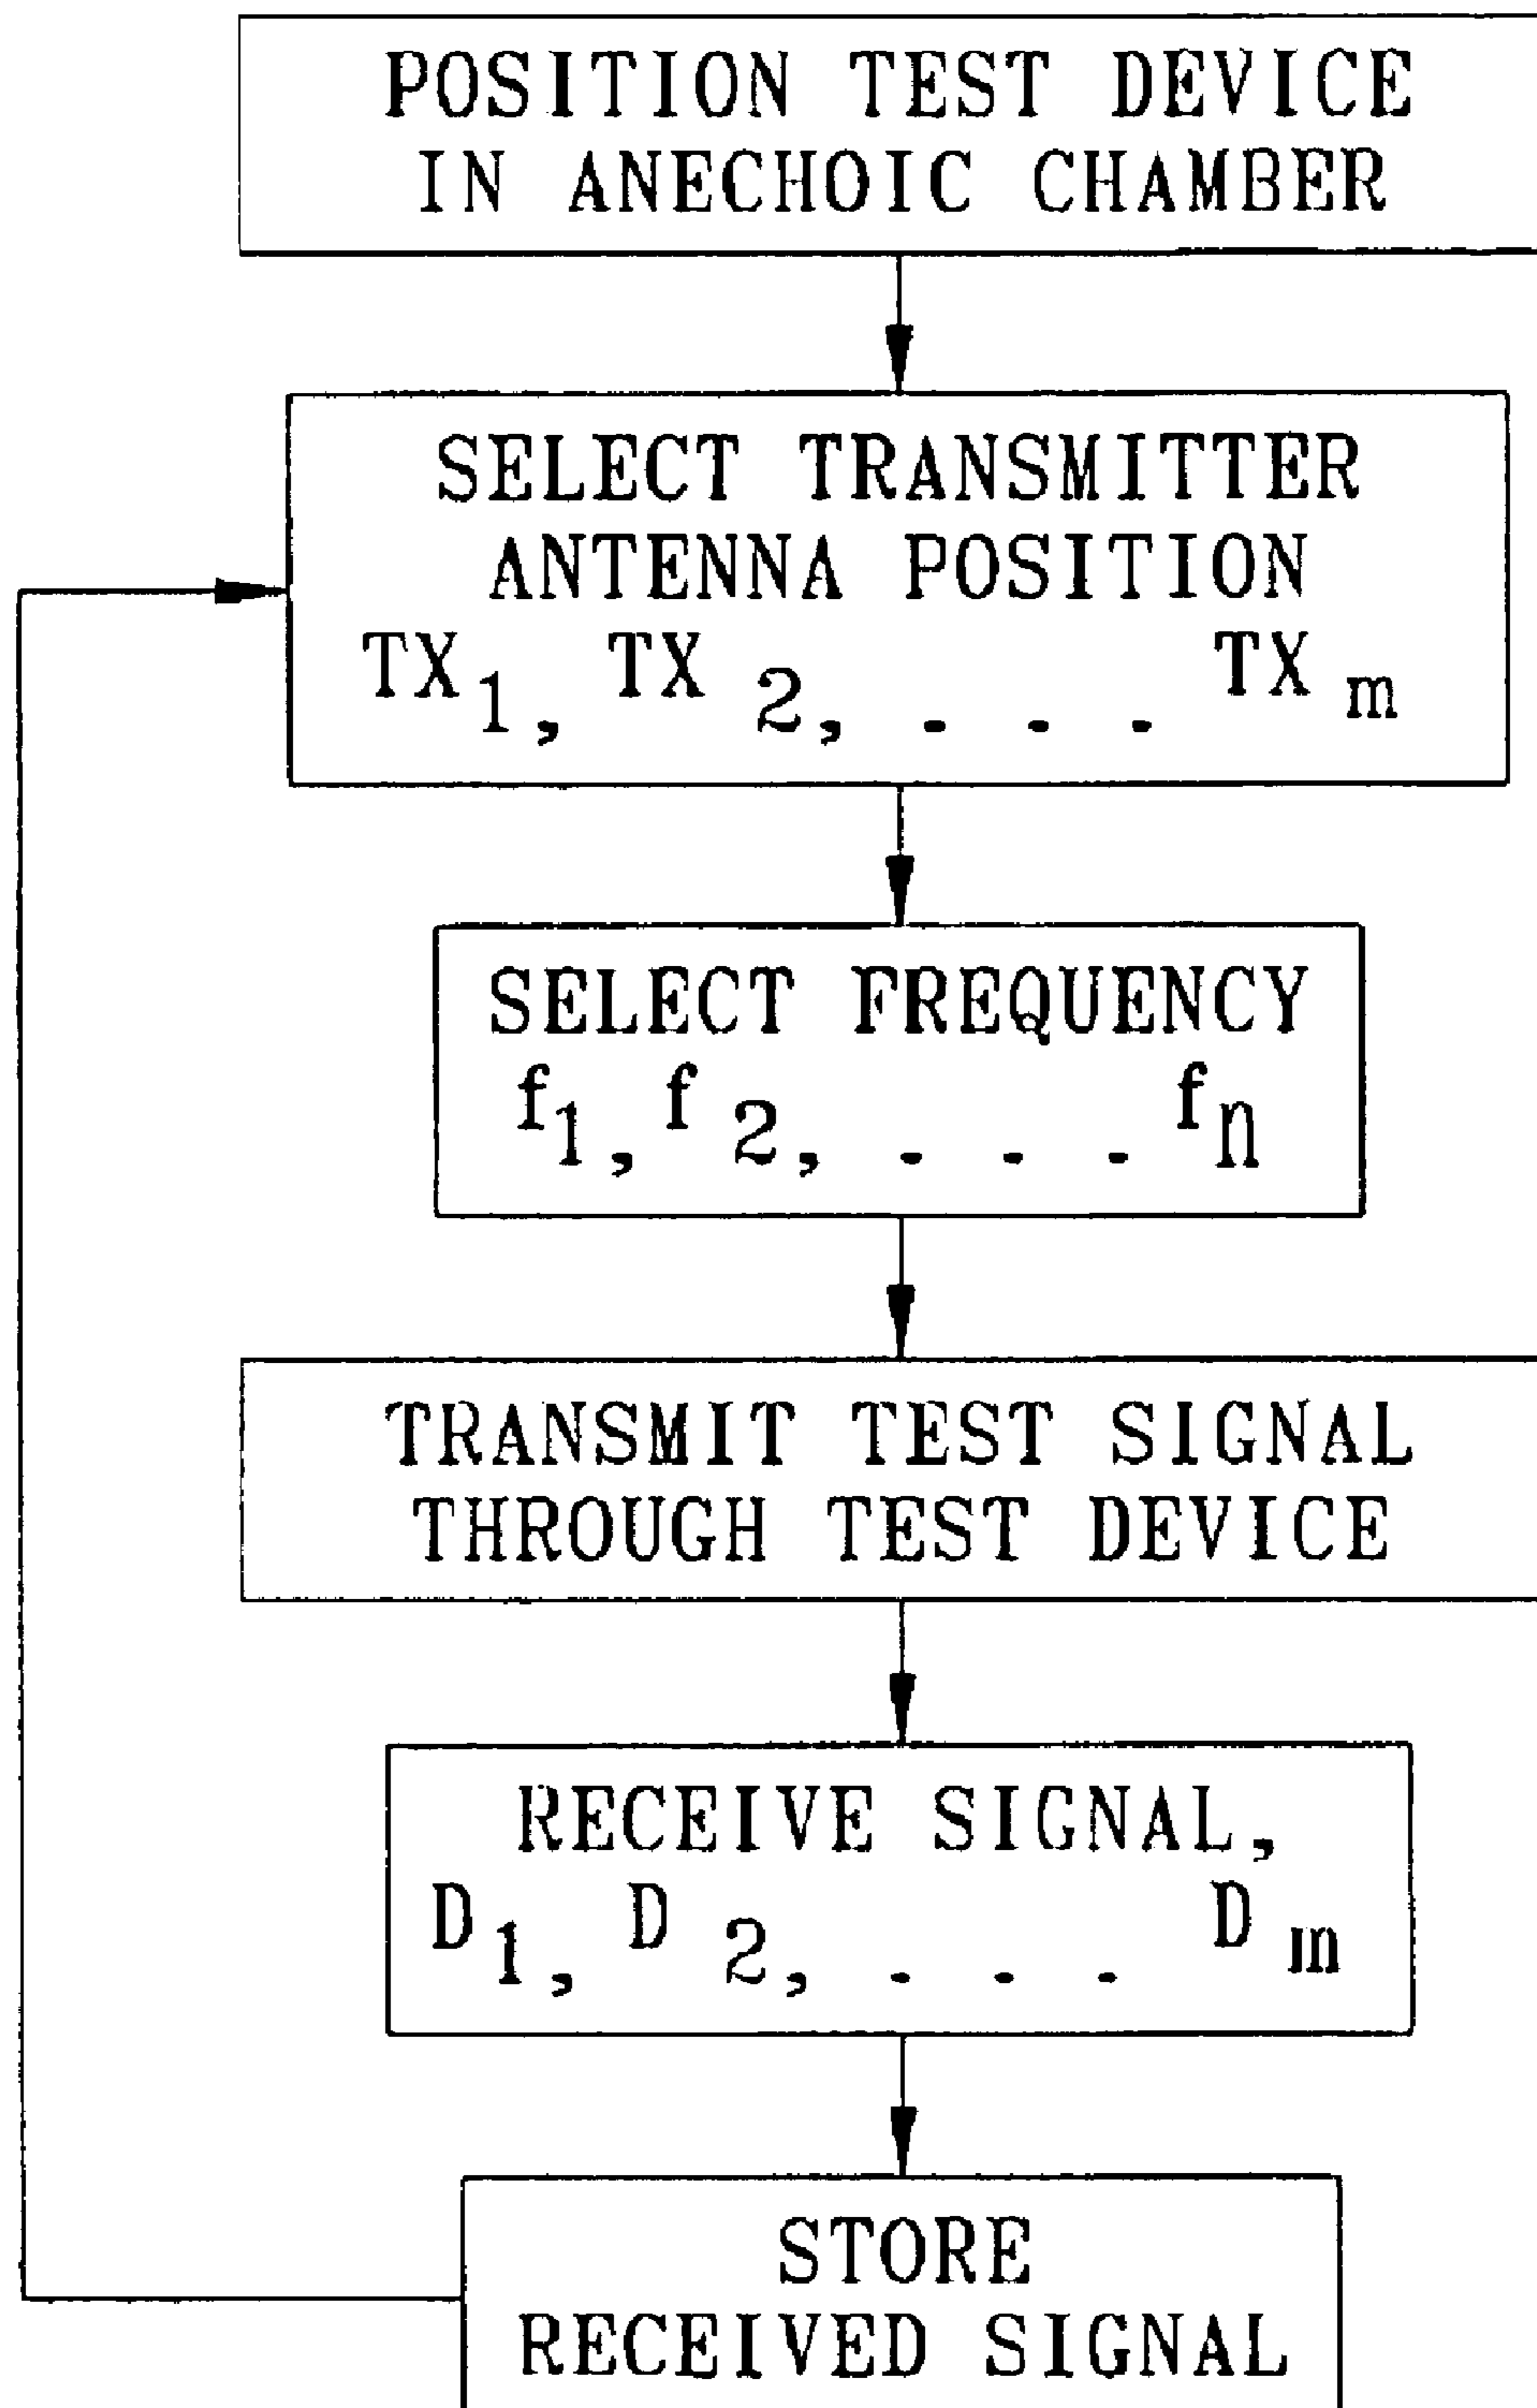 POSITION TEST DEVICE
IN ANECHOIC CHAMBER
SELECT TRANSMITTER
ANTENNA POSITION
TX₁, TX₂, . . . TXₘ
SELECT FREQUENCY
f₁, f₂, . . . fₙ
TRANSMIT TEST SIGNAL
THROUGH TEST DEVICE
RECEIVE SIGNAL,
D₁, D₂, . . . Dₘ
STORE
RECEIVED SIGNAL